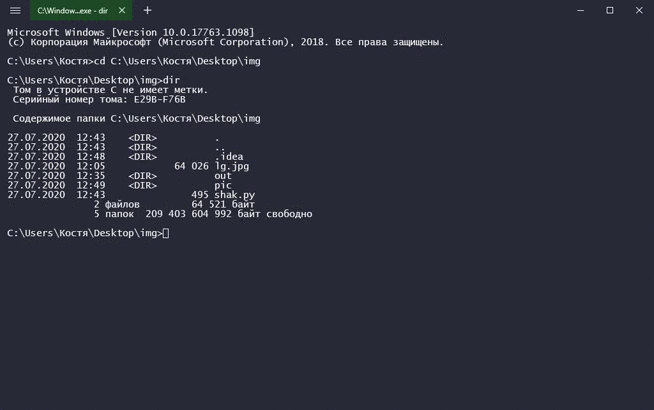 C:\Window...exe - dir
Microsoft Windows [Version 10.0.17763.1098]
(c) Корпорация Майкрософт (Microsoft Corporation), 2018. Все права защищены.
C:\Users\Костя>cd C:\Users\Костя\Desktop\img
C:\Users\Костя\Desktop\img>dir
Том в устройстве C не имеет метки.
Серийный номер тома: E29B-F76B
Содержимое папки C:\Users\Костя\Desktop\img
27.07.2020  12:43    <DIR>          .
27.07.2020  12:43    <DIR>          ..
27.07.2020  12:48    <DIR>          .idea
27.07.2020  12:05            64 026 lg.jpg
27.07.2020  12:35    <DIR>          out
27.07.2020  12:49    <DIR>          pic
27.07.2020  12:43               495 shak.py
2 файлов         64 521 байт
5 папок  209 403 604 992 байт свободно
C:\Users\Костя\Desktop\img>